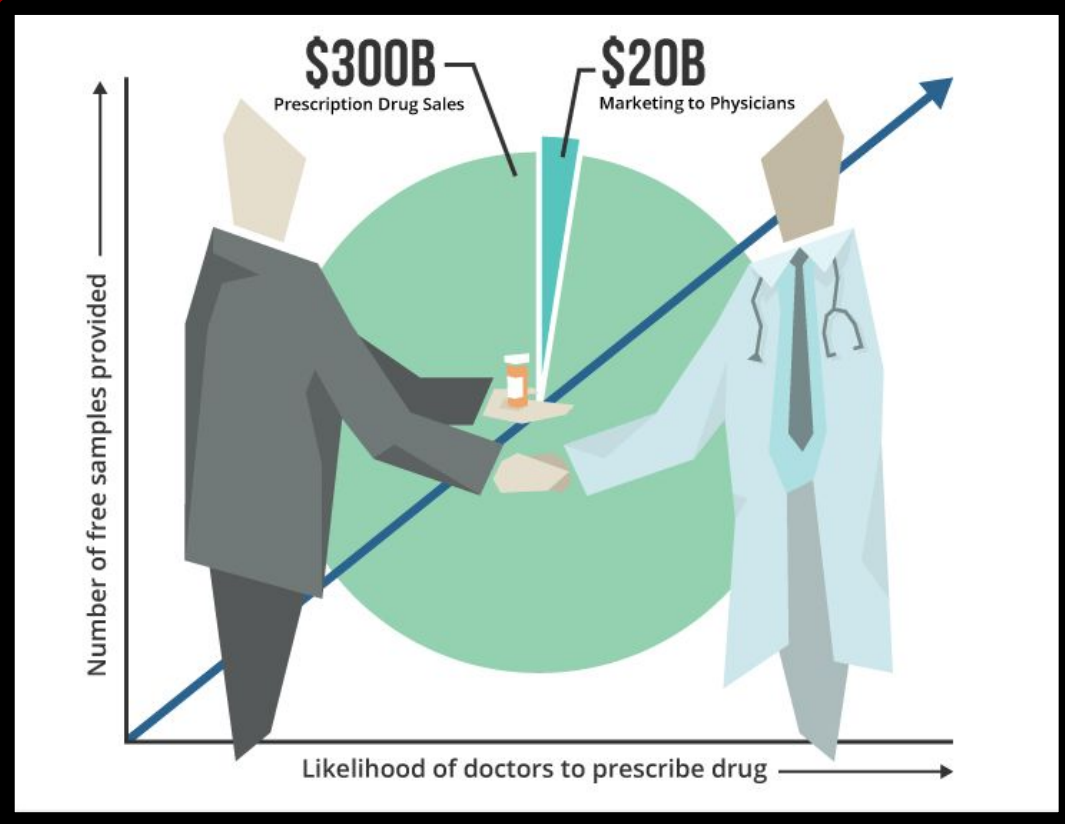 $300B
Prescription Drug Sales
$20B
Marketing to Physicians
Number of free samples provided
Likelihood of doctors to prescribe drug